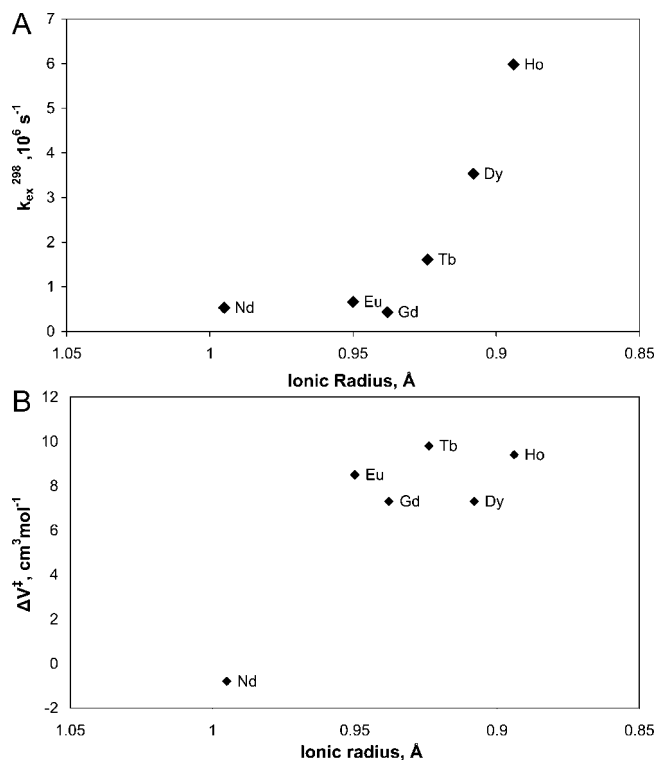 A
7
6
5
4
3
2
1
0
k_ex^298 ,10^6 s^-1
Ho
Dy
Tb
Eu
Gd
Nd
1.05 1 0.95 0.9 0.85
Ionic Radius, Å
B
12
10
8
6
4
2
0
-2
ΔV‡, cm³mol⁻¹
Tb
Ho
Eu
Gd
Dy
Nd
1.05 1 0.95 0.9 0.85
Ionic radius, Å